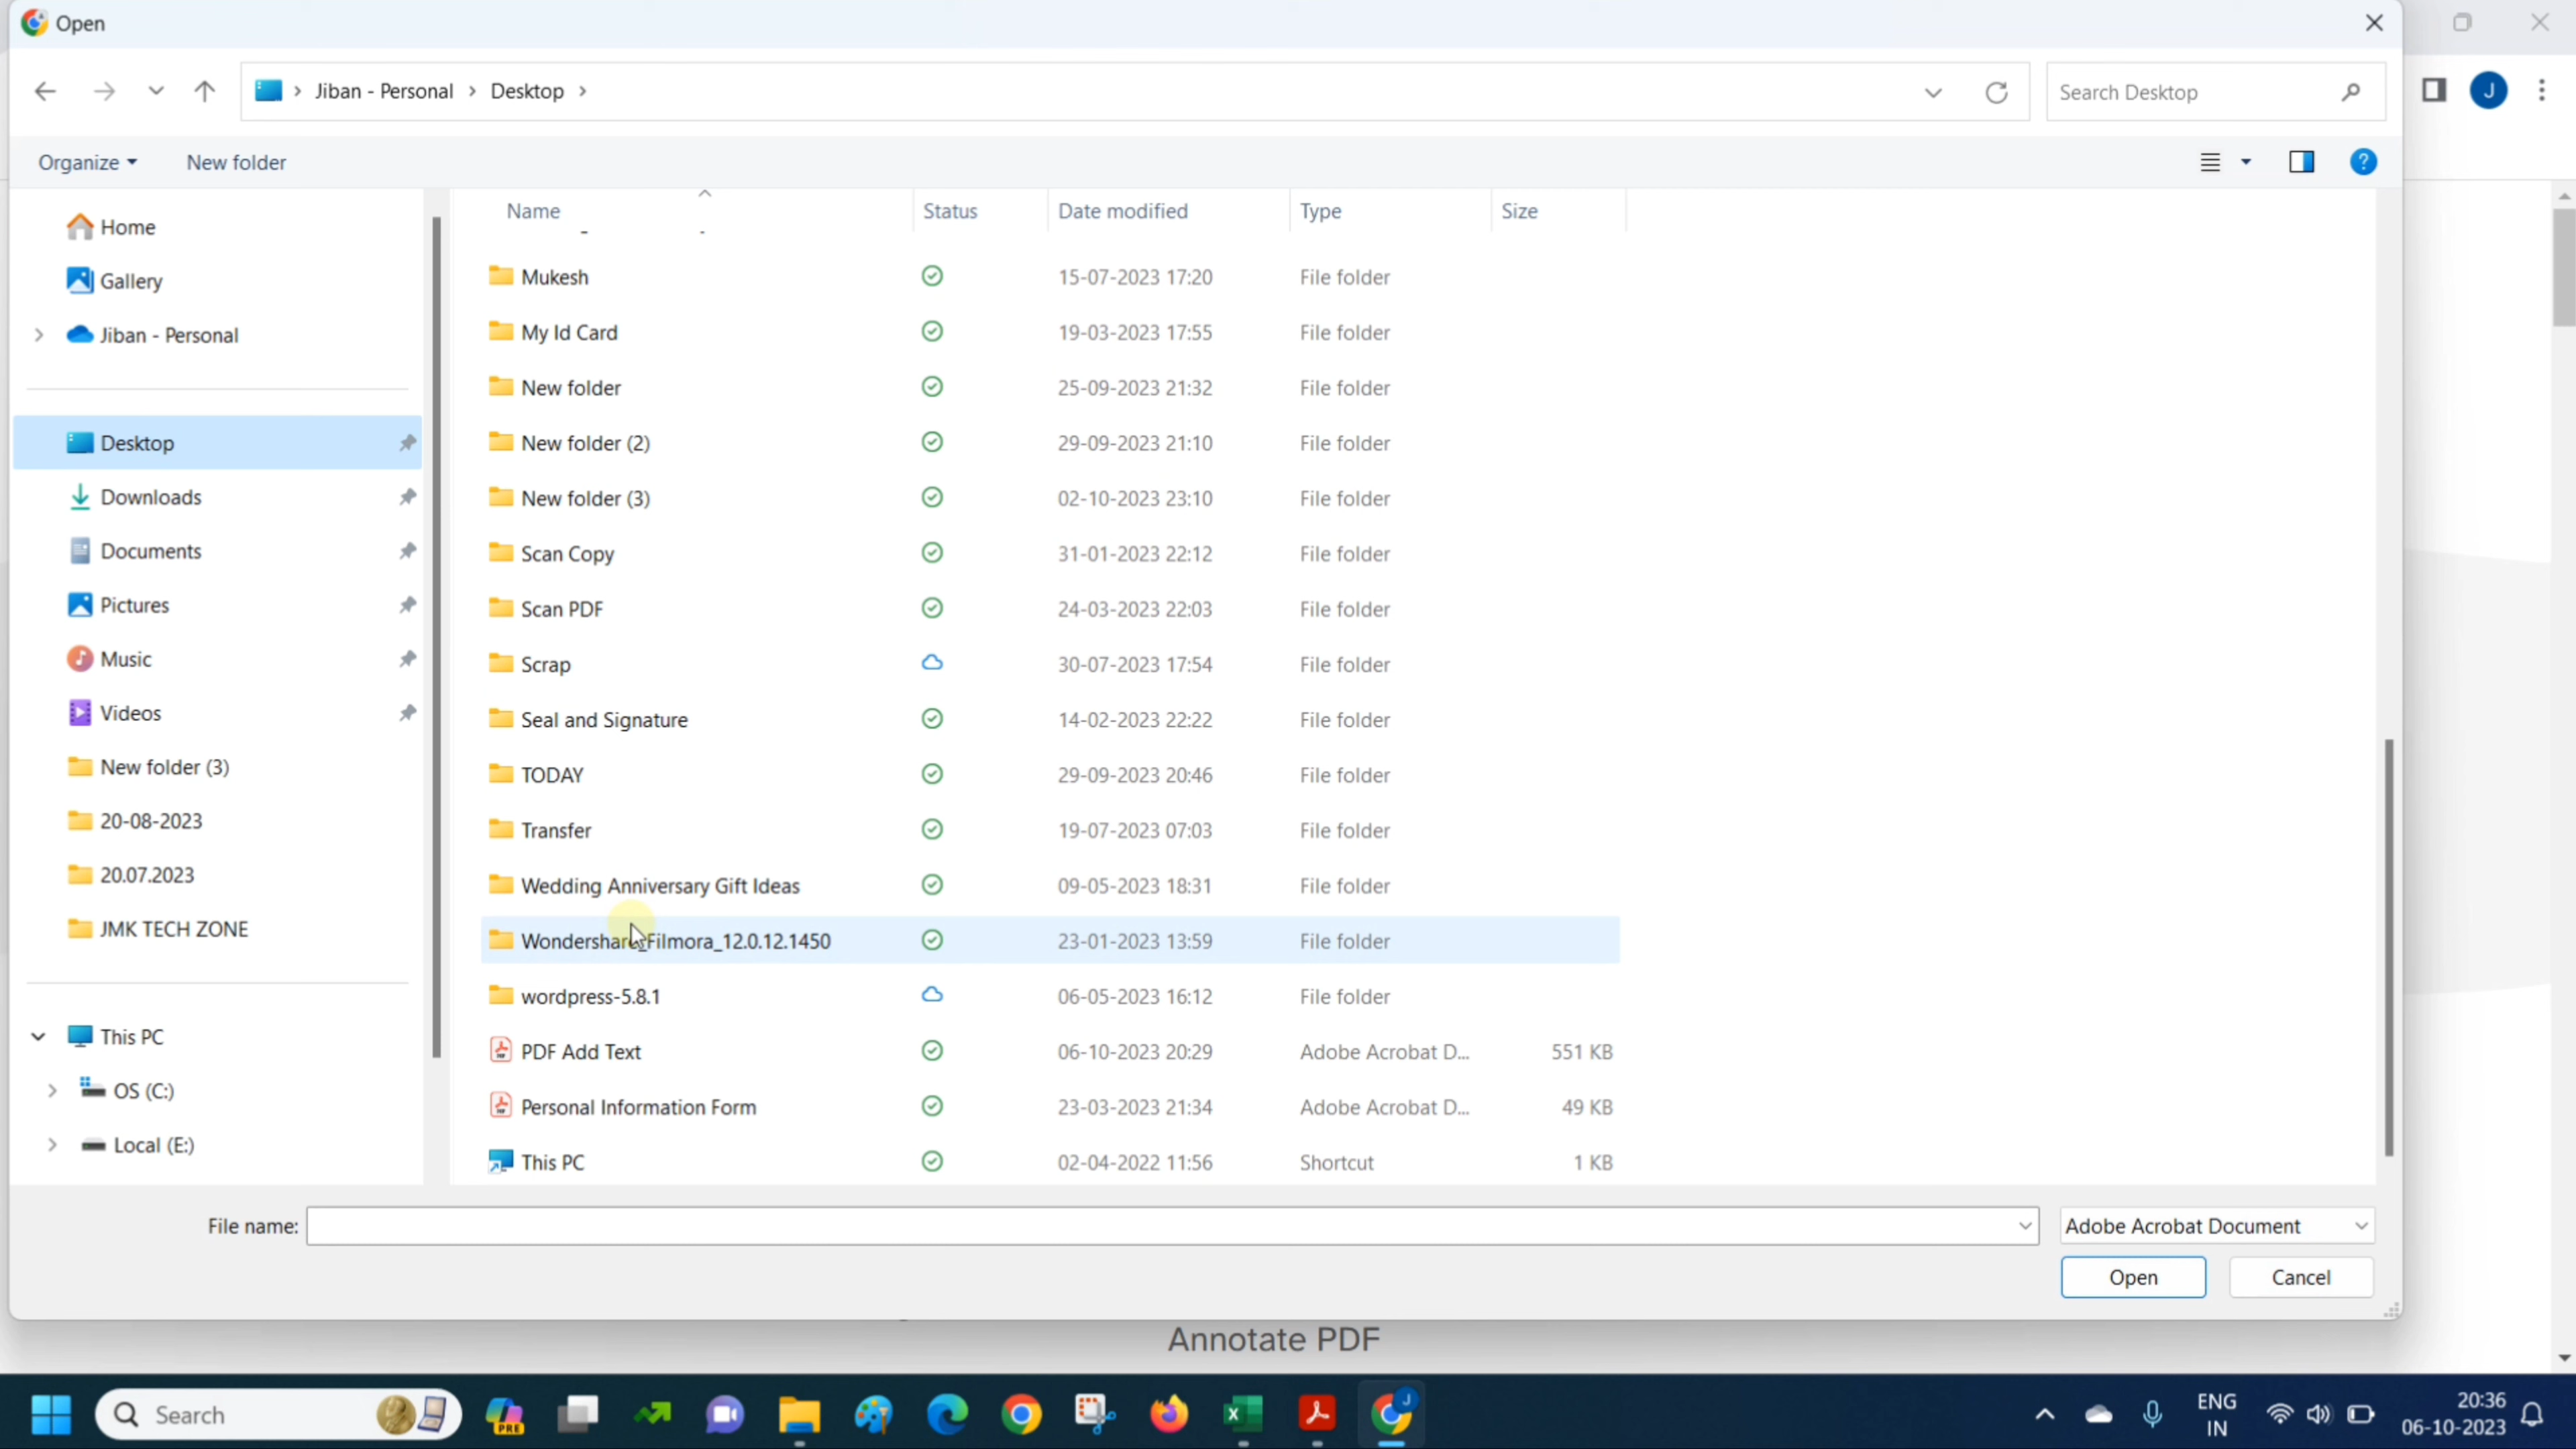 Open
Jiban - Personal > Desktop >
Search Desktop
J
Organize
New folder
Name Status Date modified Type Size
Home
Gallery
Jiban - Personal
Desktop
Downloads
Documents
Pictures
Music
Videos
New folder (3)
20-08-2023
20.07.2023
JMK TECH ZONE
This PC
OS (C:)
Local (E:)
Mukesh 15-07-2023 17:20 File folder
My Id Card 19-03-2023 17:55 File folder
New folder 25-09-2023 21:32 File folder
New folder (2) 29-09-2023 21:10 File folder
New folder (3) 02-10-2023 23:10 File folder
Scan Copy 31-01-2023 22:12 File folder
Scan PDF 24-03-2023 22:03 File folder
Scrap 30-07-2023 17:54 File folder
Seal and Signature 14-02-2023 22:22 File folder
TODAY 29-09-2023 20:46 File folder
Transfer 19-07-2023 07:03 File folder
Wedding Anniversary Gift Ideas 09-05-2023 18:31 File folder
Wondershare_Filmora_12.0.12.1450 23-01-2023 13:59 File folder
wordpress-5.8.1 06-05-2023 16:12 File folder
PDF Add Text 06-10-2023 20:29 Adobe Acrobat D... 551 KB
Personal Information Form 23-03-2023 21:34 Adobe Acrobat D... 49 KB
This PC 02-04-2022 11:56 Shortcut 1 KB
File name:
Adobe Acrobat Document
Open
Cancel
Annotate PDF
Search
PRE
J
ENG
IN
20:36
06-10-2023